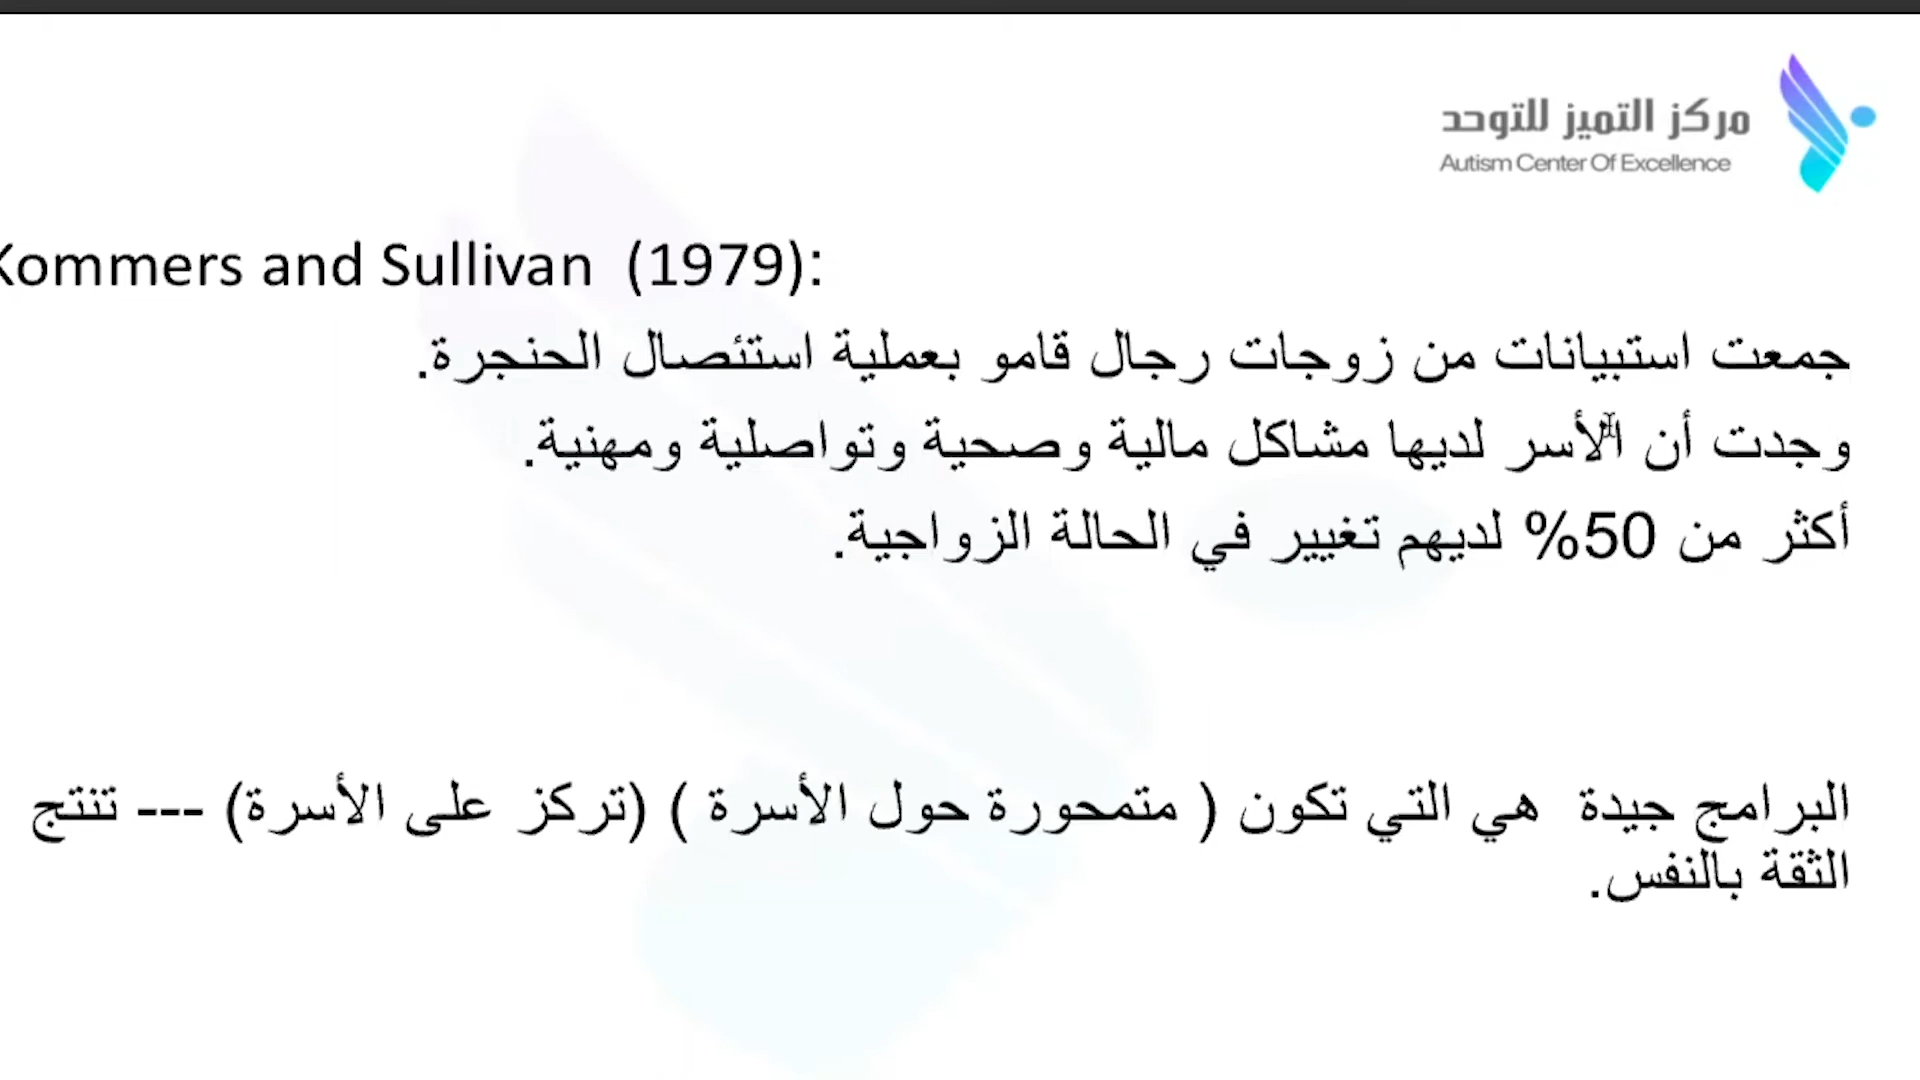 مركز التميز للتوحد
Autism Center Of Excellence
Kommers and Sullivan (1979):
جمعت استبيانات من زوجات رجال قامو بعملية استئصال الحنجرة.
وجدت أن الأسر لديها مشاكل مالية وصحية وتواصلية ومهنية.
أكثر من 50% لديهم تغيير في الحالة الزواجية.
البرامج جيدة هي التي تكون ( متمحورة حول الأسرة ) (تركز على الأسرة) --- تنتج
الثقة بالنفس.